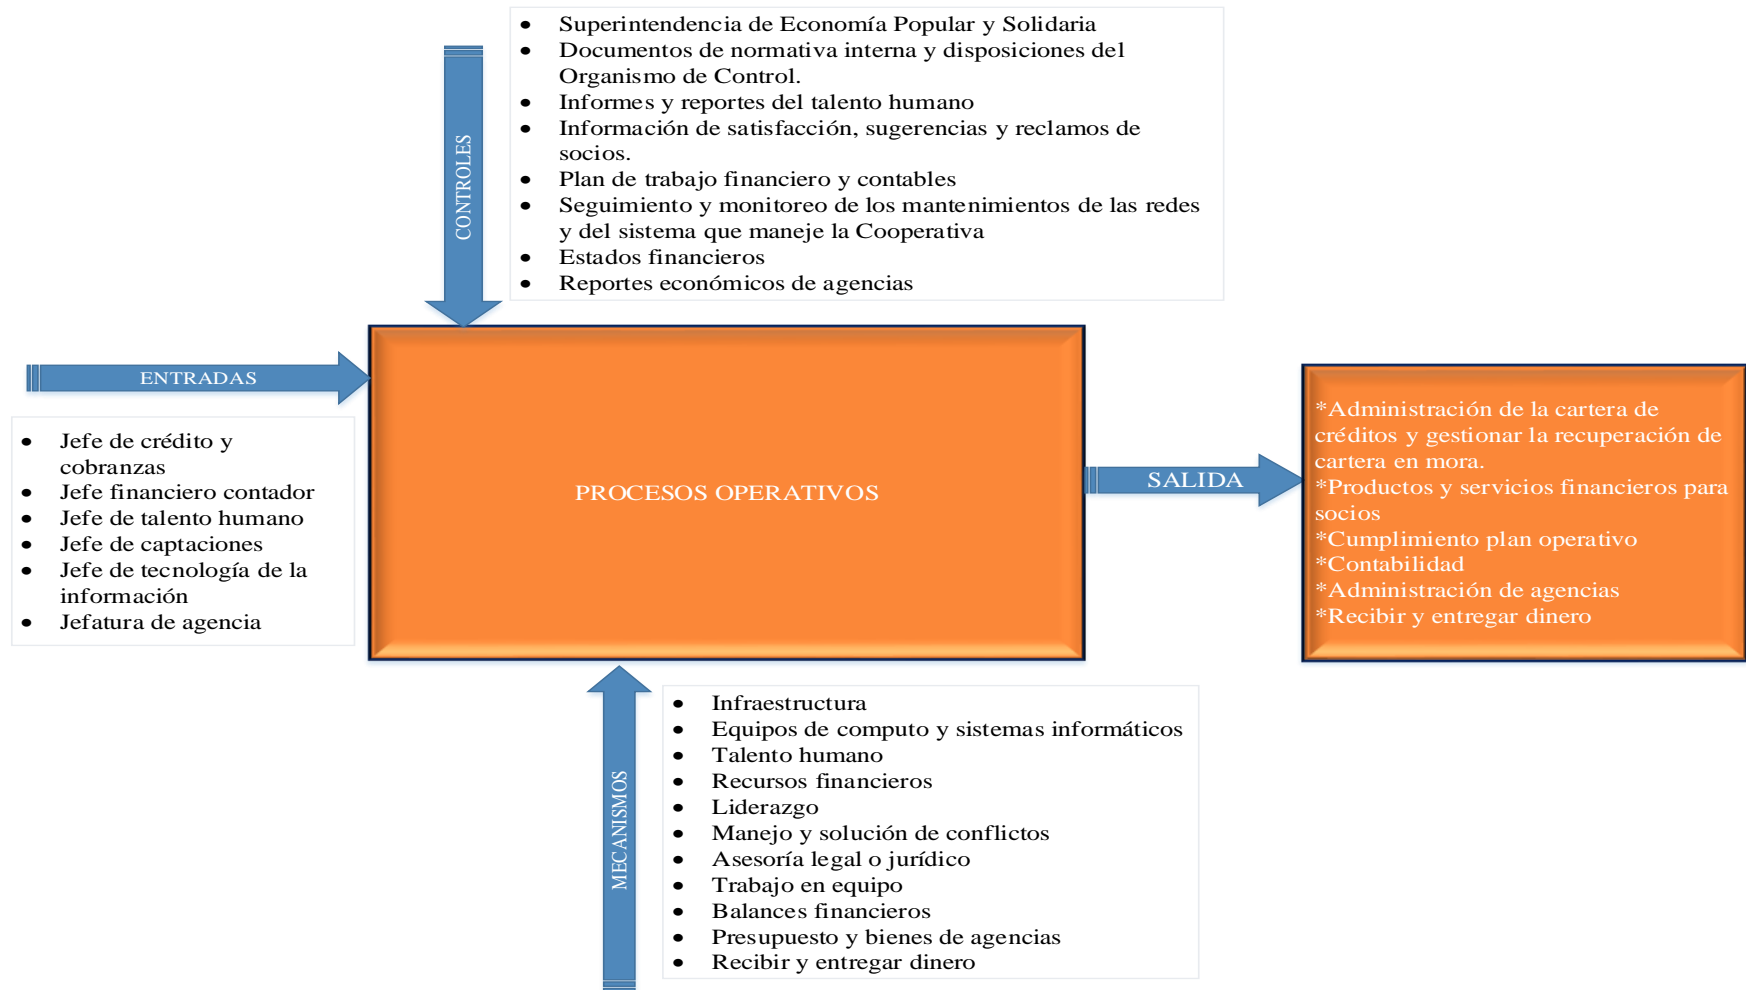 • Superintendencia de Economía Popular y Solidaria
• Documentos de normativa interna y disposiciones del
Organismo de Control.
• Informes y reportes del talento humano
• Información de satisfacción, sugerencias y reclamos de
socios.
• Plan de trabajo financiero y contables
• Seguimiento y monitoreo de los mantenimientos de las redes
y del sistema que maneje la Cooperativa
• Estados financieros
• Reportes económicos de agencias
CONTROLES
ENTRADAS
• Jefe de crédito y
cobranzas
• Jefe financiero contador
• Jefe de talento humano
• Jefe de captaciones
• Jefe de tecnología de la
información
• Jefatura de agencia
PROCESOS OPERATIVOS
SALIDA
*Administración de la cartera de
créditos y gestionar la recuperación de
cartera en mora.
*Productos y servicios financieros para
socios
*Cumplimiento plan operativo
*Contabilidad
*Administración de agencias
*Recibir y entregar dinero
MECANISMOS
• Infraestructura
• Equipos de computo y sistemas informáticos
• Talento humano
• Recursos financieros
• Liderazgo
• Manejo y solución de conflictos
• Asesoría legal o jurídico
• Trabajo en equipo
• Balances financieros
• Presupuesto y bienes de agencias
• Recibir y entregar dinero